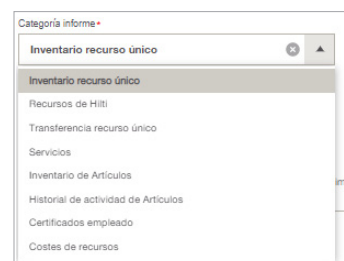 Categoría informe•
Inventario recurso único
Inventario recurso único
Recursos de Hilti
Transferencia recurso único
Servicios
Inventario de Artículos
Historial de actividad de Artículos
Certificados empleado
Costes de recursos